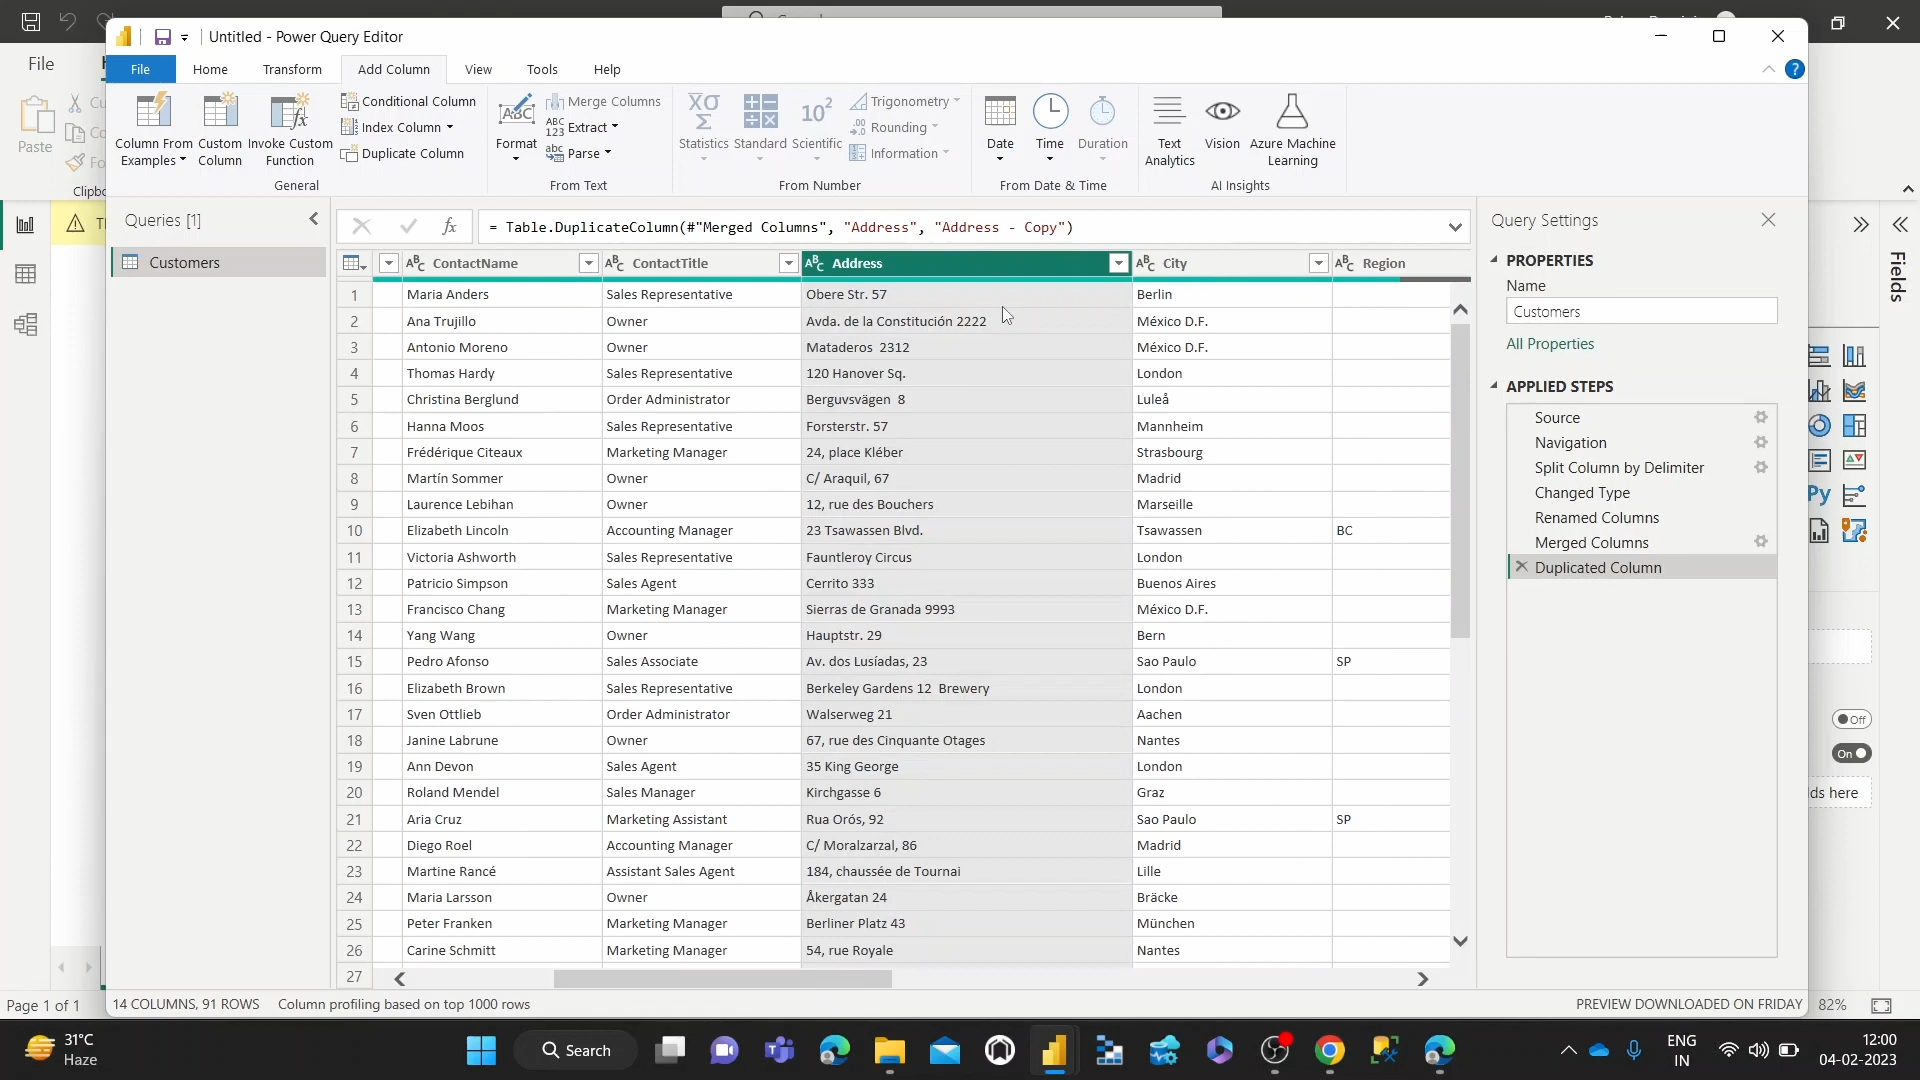 Untitled - Power Query Editor
File
File Home Transform Add Column View Tools Help
Paste
Column From Examples
Custom Column
Invoke Custom Function
Conditional Column
Index Column
Duplicate Column
General
Format
Merge Columns
Extract
Parse
From Text
Statistics
Standard
Scientific
Trigonometry
Rounding
Information
From Number
Date
Time
Duration
From Date & Time
Text Analytics
Vision
Azure Machine Learning
AI Insights
Queries [1]
Customers
= Table.DuplicateColumn(#"Merged Columns", "Address", "Address - Copy")
ContactName ContactTitle Address City Region
1 Maria Anders Sales Representative Obere Str. 57 Berlin
2 Ana Trujillo Owner Avda. de la Constitución 2222 México D.F.
3 Antonio Moreno Owner Mataderos  2312 México D.F.
4 Thomas Hardy Sales Representative 120 Hanover Sq. London
5 Christina Berglund Order Administrator Berguvsvägen  8 Luleå
6 Hanna Moos Sales Representative Forsterstr. 57 Mannheim
7 Frédérique Citeaux Marketing Manager 24, place Kléber Strasbourg
8 Martín Sommer Owner C/ Araquil, 67 Madrid
9 Laurence Lebihan Owner 12, rue des Bouchers Marseille
10 Elizabeth Lincoln Accounting Manager 23 Tsawassen Blvd. Tsawassen BC
11 Victoria Ashworth Sales Representative Fauntleroy Circus London
12 Patricio Simpson Sales Agent Cerrito 333 Buenos Aires
13 Francisco Chang Marketing Manager Sierras de Granada 9993 México D.F.
14 Yang Wang Owner Hauptstr. 29 Bern
15 Pedro Afonso Sales Associate Av. dos Lusíadas, 23 Sao Paulo SP
16 Elizabeth Brown Sales Representative Berkeley Gardens 12  Brewery London
17 Sven Ottlieb Order Administrator Walserweg 21 Aachen
18 Janine Labrune Owner 67, rue des Cinquante Otages Nantes
19 Ann Devon Sales Agent 35 King George London
20 Roland Mendel Sales Manager Kirchgasse 6 Graz
21 Aria Cruz Marketing Assistant Rua Orós, 92 Sao Paulo SP
22 Diego Roel Accounting Manager C/ Moralzarzal, 86 Madrid
23 Martine Rancé Assistant Sales Agent 184, chaussée de Tournai Lille
24 Maria Larsson Owner Åkergatan 24 Bräcke
25 Peter Franken Marketing Manager Berliner Platz 43 München
26 Carine Schmitt Marketing Manager 54, rue Royale Nantes
27
Query Settings
PROPERTIES
Name
Customers
All Properties
APPLIED STEPS
Source
Navigation
Split Column by Delimiter
Changed Type
Renamed Columns
Merged Columns
Duplicated Column
Fields
Py
Off
On
ds here
14 COLUMNS, 91 ROWS Column profiling based on top 1000 rows
PREVIEW DOWNLOADED ON FRIDAY
Page 1 of 1
82%
31°C
Haze
Search
ENG
IN
12:00
04-02-2023